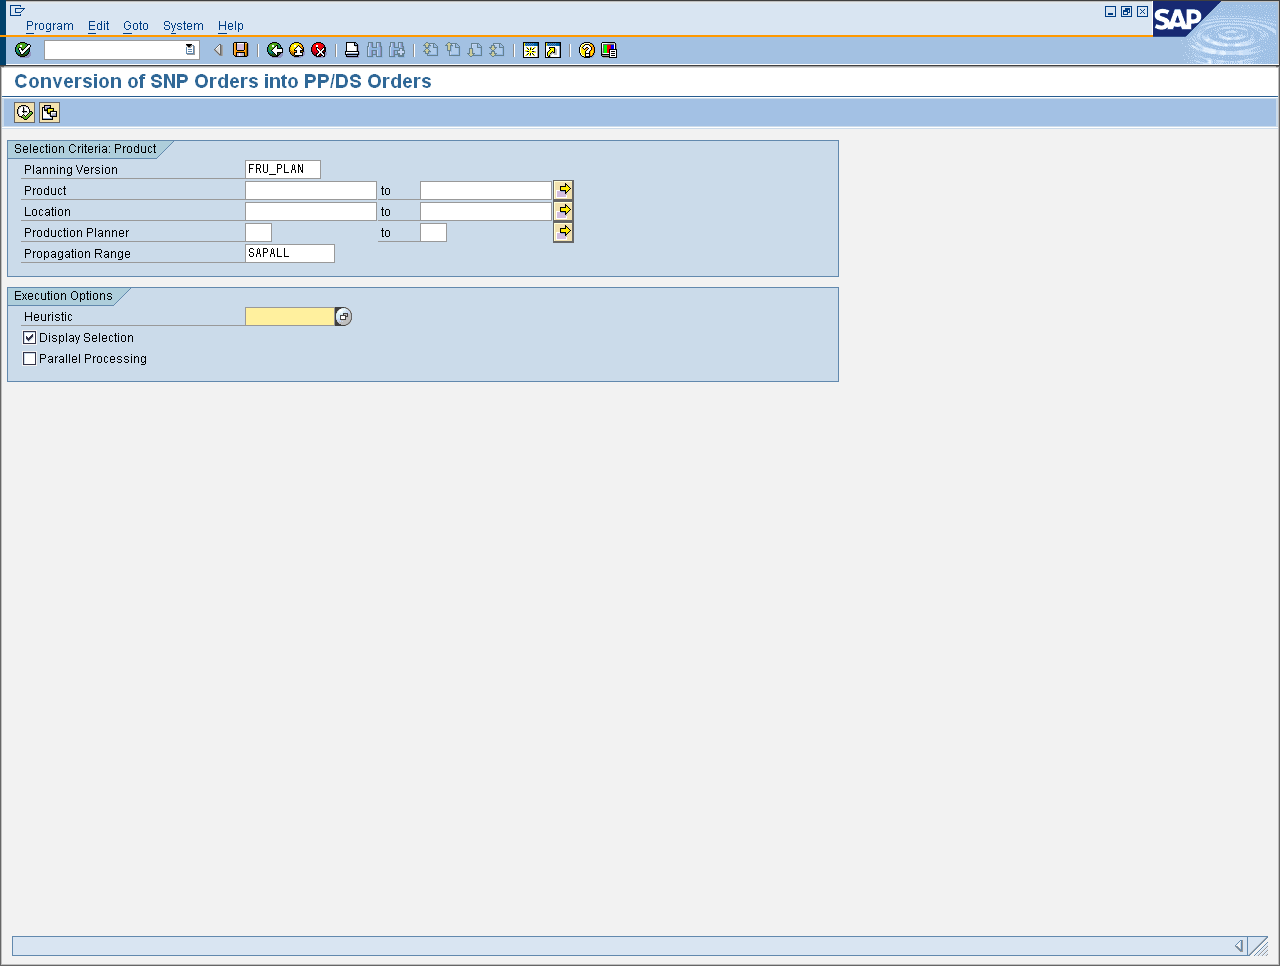 Program Edit Goto System Help
SAP
Conversion of SNP Orders into PP/DS Orders
Selection Criteria: Product
Planning Version FRU_PLAN
Product to
Location to
Production Planner to
Propagation Range SAPALL
Execution Options
Heuristic
Display Selection
Parallel Processing